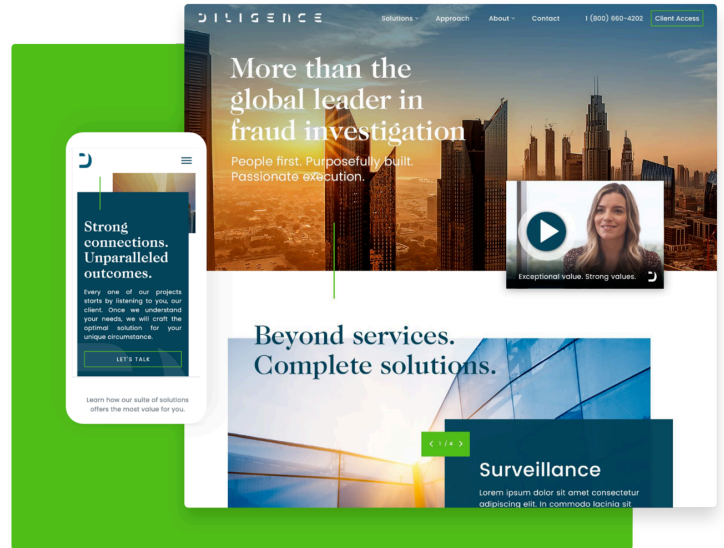 DILIGENCE
Solutions
Approach
About
Contact
1 (800) 660-4202
Client Access
More than the
global leader in
fraud investigation
People first. Purposefully built.
Passionate execution.
Exceptional value. Strong values.
Strong
connections.
Unparalleled
outcomes.
Every one of our projects
starts by listening to you, our
client. Once we understand
your needs, we will craft the
optimal solution for your
unique circumstance.
LET'S TALK
Learn how our suite of solutions
offers the most value for you.
Beyond services.
Complete solutions.
1 / 4
Surveillance
Lorem ipsum dolor sit amet consectetur
adipiscing elit. In commodo lacinia sit